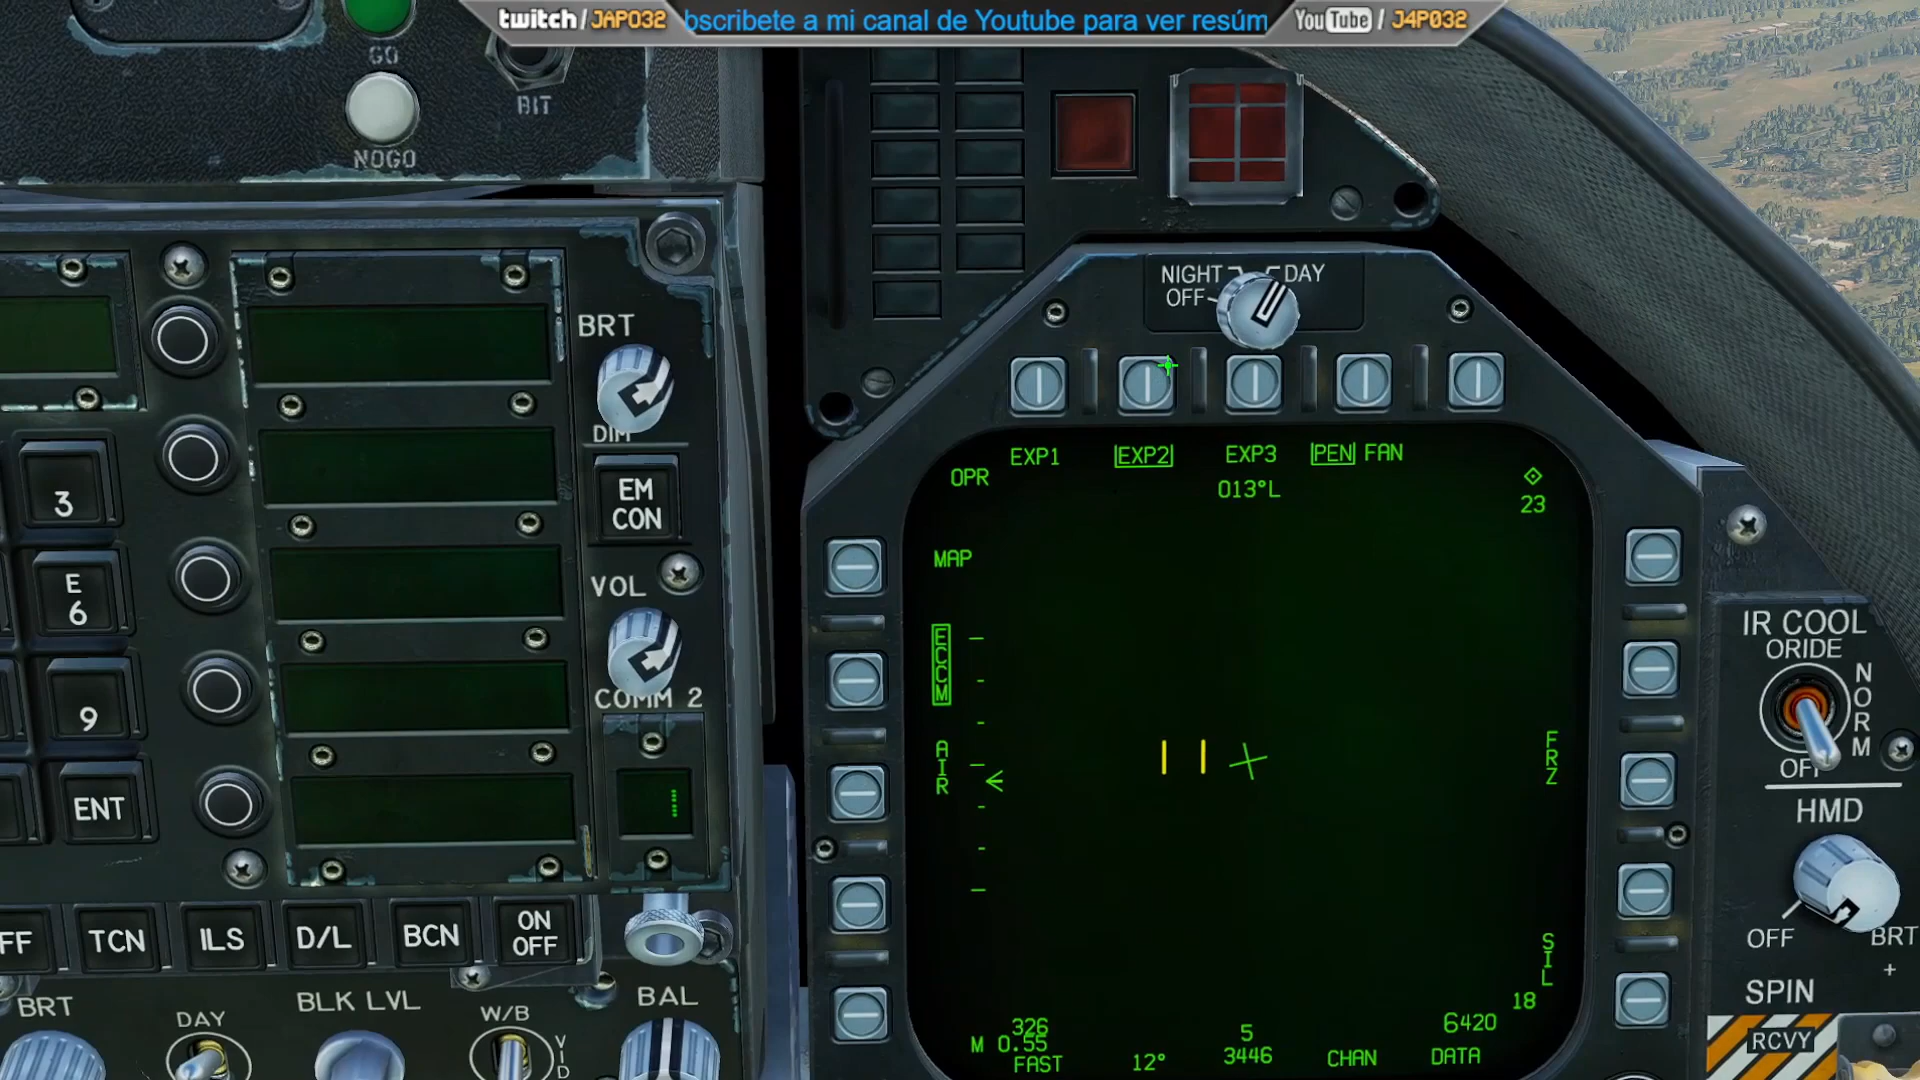 twitch / JAPO32
bscribete a mi canal de Youtube para ver resúm
YouTube / J4P032
GO
BIT
NOGO
NIGHT DAY
OFF
BRT
DIM
EM
CON
VOL
COMM 2
3
E
6
9
ENT
TCN
ILS
D/L
BCN
ON
OFF
BRT
DAY
BLK LVL
W/B
VID
BAL
EXP1
EXP2
EXP3
PEN FAN
OPR
013°L
23
MAP
ECCM
AIR
FRZ
SIL
18
326
M 0.55
FAST
12°
5
3446
CHAN
6420
DATA
IR COOL
ORIDE
NORM
OFF
HMD
OFF
BRT
+
SPIN
RCVY